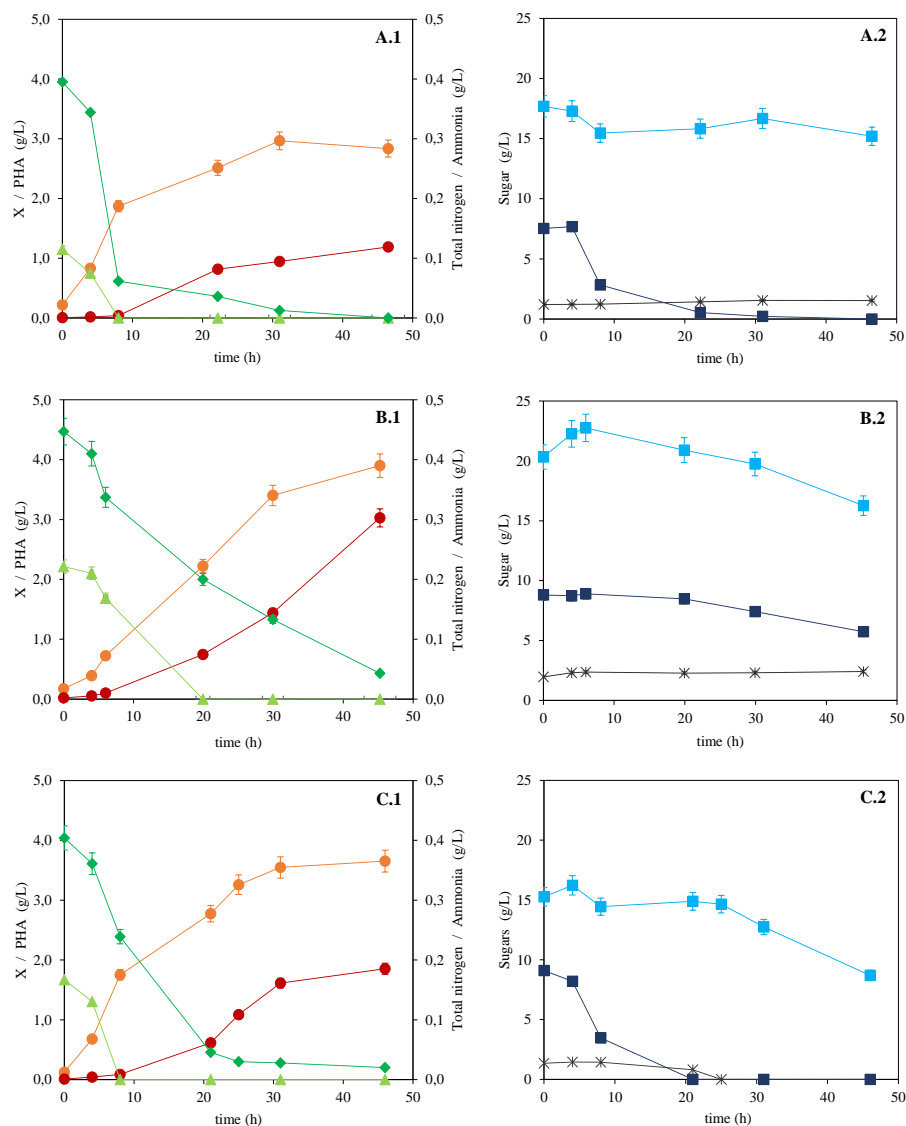 A.1
5,0
4,0
3,0
2,0
1,0
0,0
X / PHA (g/L)
0,5
0,4
0,3
0,2
0,1
0,0
Total nitrogen / Ammonia (g/L)
0 10 20 30 40 50
time (h)
A.2
25
20
15
10
5
0
Sugar (g/L)
0 10 20 30 40 50
time (h)
B.1
5,0
4,0
3,0
2,0
1,0
0,0
X / PHA (g/L)
0,5
0,4
0,3
0,2
0,1
0,0
Total nitrogen / Ammonia (g/L)
0 10 20 30 40 50
time (h)
B.2
25
20
15
10
5
0
Sugar (g/L)
0 10 20 30 40 50
time (h)
C.1
5,0
4,0
3,0
2,0
1,0
0,0
X / PHA (g/L)
0,5
0,4
0,3
0,2
0,1
0,0
Total nitrogen / Ammonia (g/L)
0 10 20 30 40 50
time (h)
C.2
25
20
15
10
5
0
Sugars (g/L)
0 10 20 30 40 50
time (h)